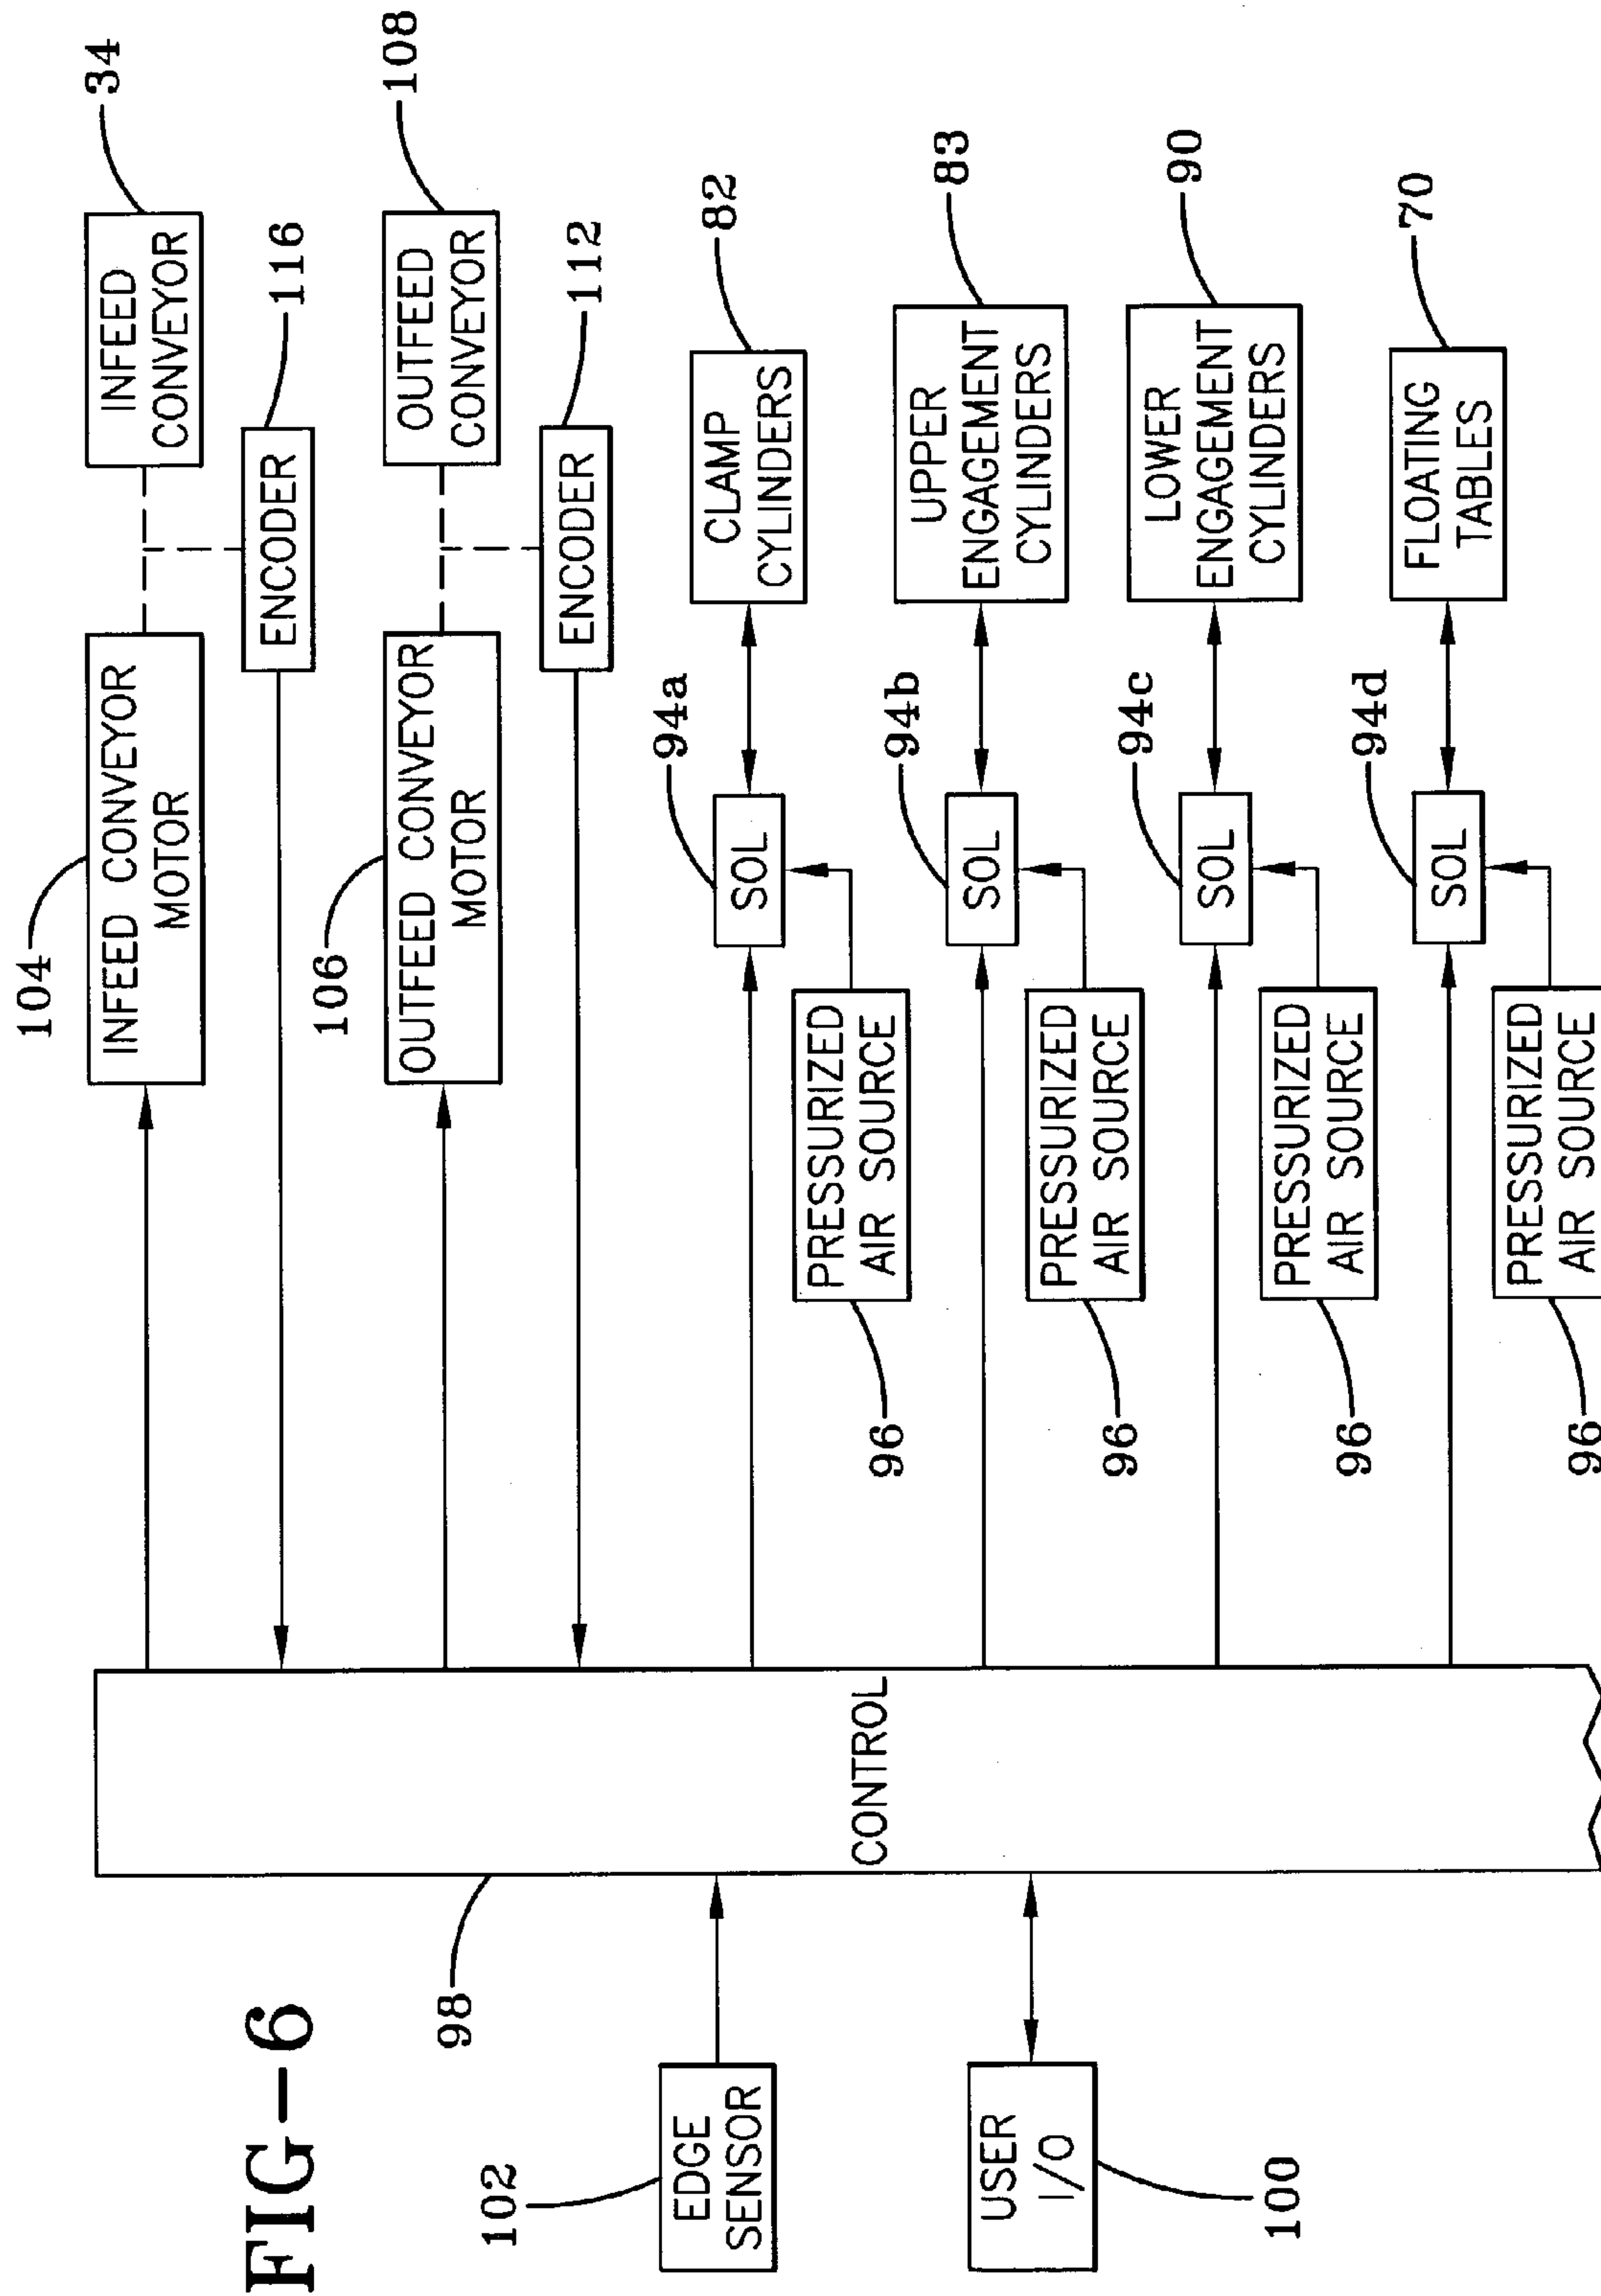 FIG-6
102
EDGE
SENSOR
USER
I/O
100
98
CONTROL
104
INFEED CONVEYOR
MOTOR
INFEED
CONVEYOR
34
ENCODER
116
106
OUTFEED CONVEYOR
MOTOR
OUTFEED
CONVEYOR
108
ENCODER
112
94a
SOL
CLAMP
CYLINDERS
82
PRESSURIZED
AIR SOURCE
96
94b
SOL
UPPER
ENGAGEMENT
CYLINDERS
83
PRESSURIZED
AIR SOURCE
96
94c
SOL
LOWER
ENGAGEMENT
CYLINDERS
90
PRESSURIZED
AIR SOURCE
96
94d
SOL
FLOATING
TABLES
70
PRESSURIZED
AIR SOURCE
96